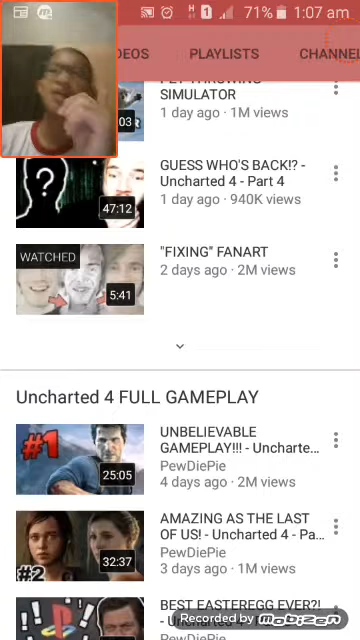 1 71% 1:07 am
DEOS PLAYLISTS CHANNEL
SIMULATOR
1 day ago · 1M views
03
GUESS WHO'S BACK!? -
Uncharted 4 - Part 4
1 day ago · 940K views
47:12
WATCHED
"FIXING" FANART
2 days ago · 2M views
5:41
Uncharted 4 FULL GAMEPLAY
UNBELIEVABLE
GAMEPLAY!!! - Uncharte...
PewDiePie
4 days ago · 2M views
#1
25:05
AMAZING AS THE LAST
OF US! - Uncharted 4 - Pa...
PewDiePie
3 days ago · 1M views
#2
32:37
BEST EASTEREGG EVER?!
Recorded by mobizen